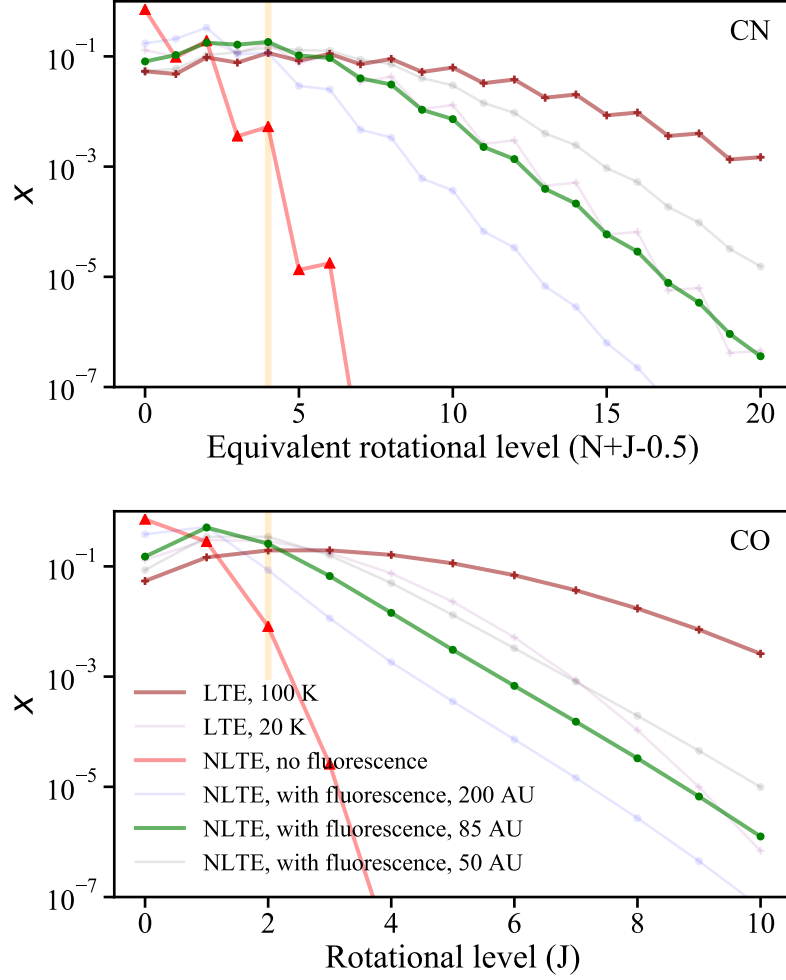 CN
10⁻¹
10⁻³
10⁻⁵
10⁻⁷
x
0 5 10 15 20
Equivalent rotational level (N+J-0.5)
CO
10⁻¹
10⁻³
10⁻⁵
10⁻⁷
x
LTE, 100 K
LTE, 20 K
NLTE, no fluorescence
NLTE, with fluorescence, 200 AU
NLTE, with fluorescence, 85 AU
NLTE, with fluorescence, 50 AU
0 2 4 6 8 10
Rotational level (J)